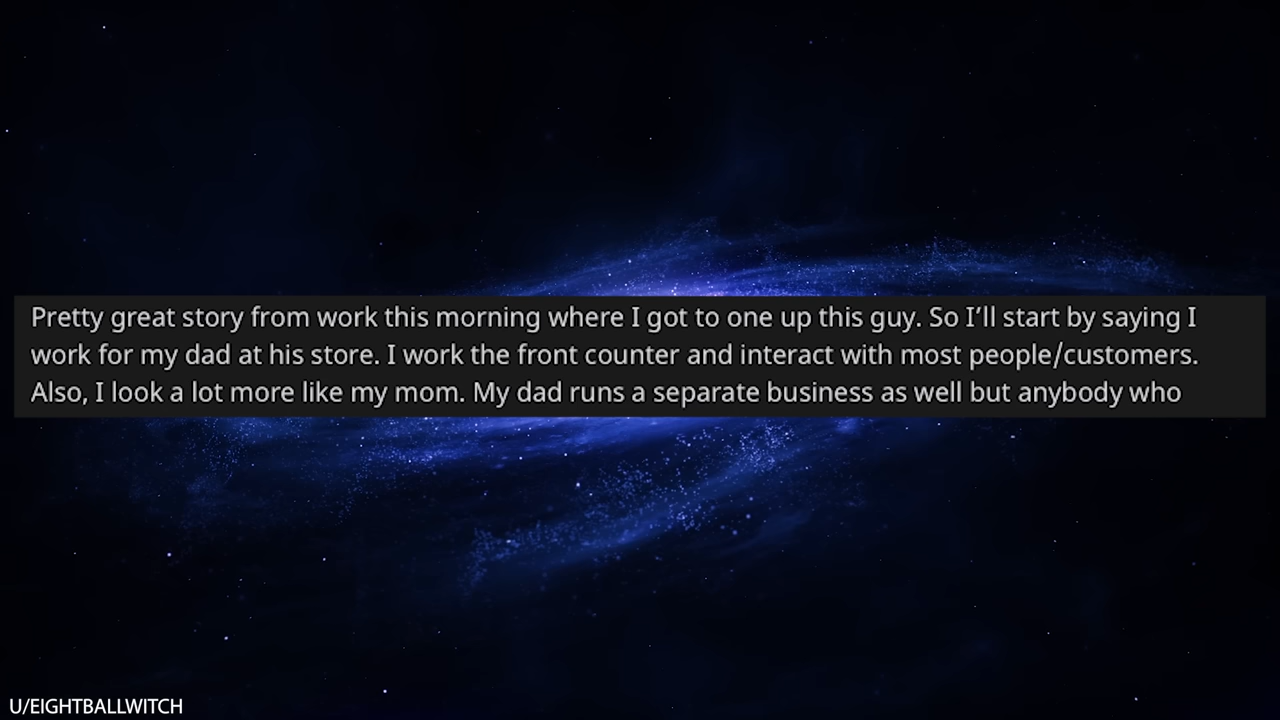 Pretty great story from work this morning where I got to one up this guy. So I’ll start by saying I
work for my dad at his store. I work the front counter and interact with most people/customers.
Also, I look a lot more like my mom. My dad runs a separate business as well but anybody who
U/EIGHTBALLWITCH